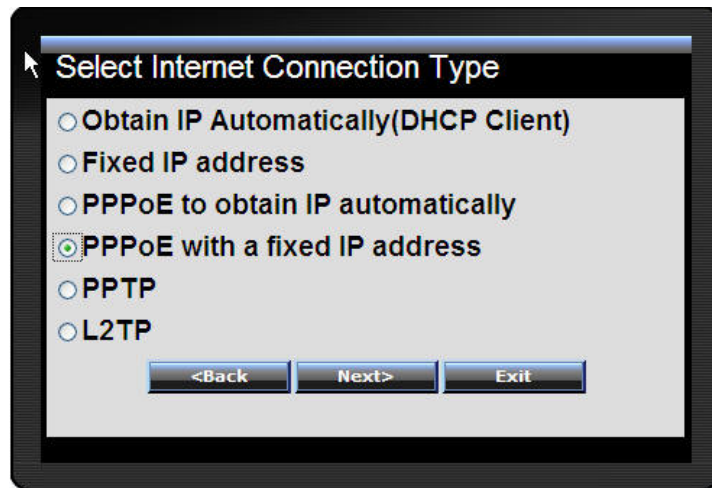 Select Internet Connection Type
Obtain IP Automatically(DHCP Client)
Fixed IP address
PPPoE to obtain IP automatically
PPPoE with a fixed IP address
PPTP
L2TP
<Back Next> Exit